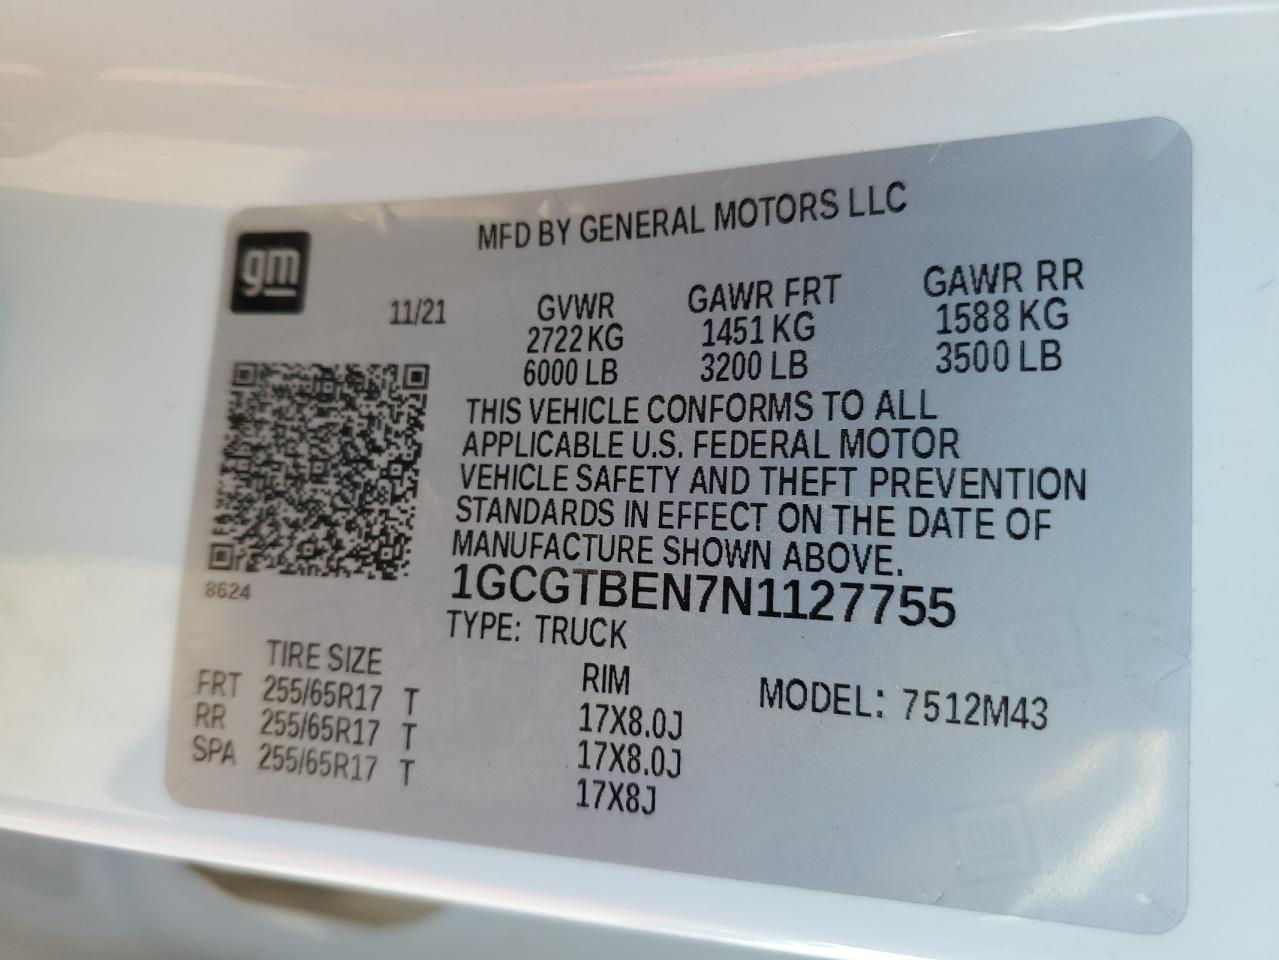 MFD BY GENERAL MOTORS LLC
gm
11/21 GVWR GAWR FRT GAWR RR
2722 KG 1451 KG 1588 KG
6000 LB 3200 LB 3500 LB
THIS VEHICLE CONFORMS TO ALL
APPLICABLE U.S. FEDERAL MOTOR
VEHICLE SAFETY AND THEFT PREVENTION
STANDARDS IN EFFECT ON THE DATE OF
MANUFACTURE SHOWN ABOVE.
8624
1GCGTBEN7N1127755
TYPE: TRUCK
TIRE SIZE RIM MODEL: 7512M43
FRT 255/65R17 T 17X8.0J
RR 255/65R17 T 17X8.0J
SPA 255/65R17 T 17X8J